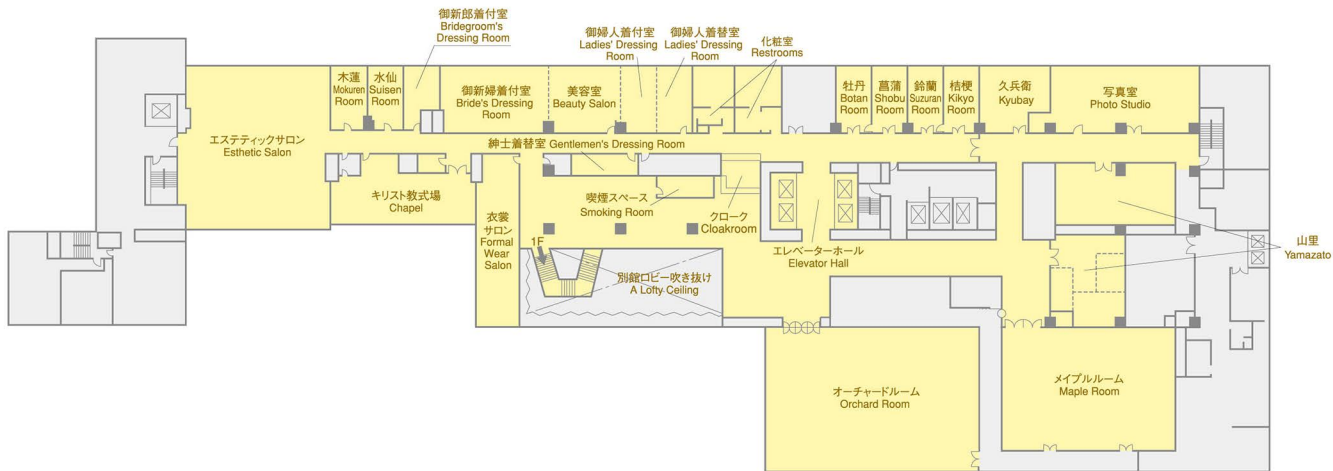 御新郎着付室
Bridegroom's
Dressing Room
御婦人着付室
Ladies' Dressing
Room
御婦人着替室
Ladies' Dressing
Room
化粧室
Restrooms
木蓮
Mokuren
Room
水仙
Suisen
Room
御新婦着付室
Bride's Dressing
Room
美容室
Beauty Salon
牡丹
Botan
Room
菖蒲
Shobu
Room
鈴蘭
Suzuran
Room
桔梗
Kikyo
Room
久兵衛
Kyubay
写真室
Photo Studio
エステティックサロン
Esthetic Salon
紳士着替室 Gentlemen's Dressing Room
キリスト教式場
Chapel
衣裳
サロン
Formal
Wear
Salon
喫煙スペース
Smoking Room
クローク
Cloakroom
1F
別館ロビー吹き抜け
A Lofty Ceiling
エレベーターホール
Elevator Hall
山里
Yamazato
オーチャードルーム
Orchard Room
メイプルルーム
Maple Room